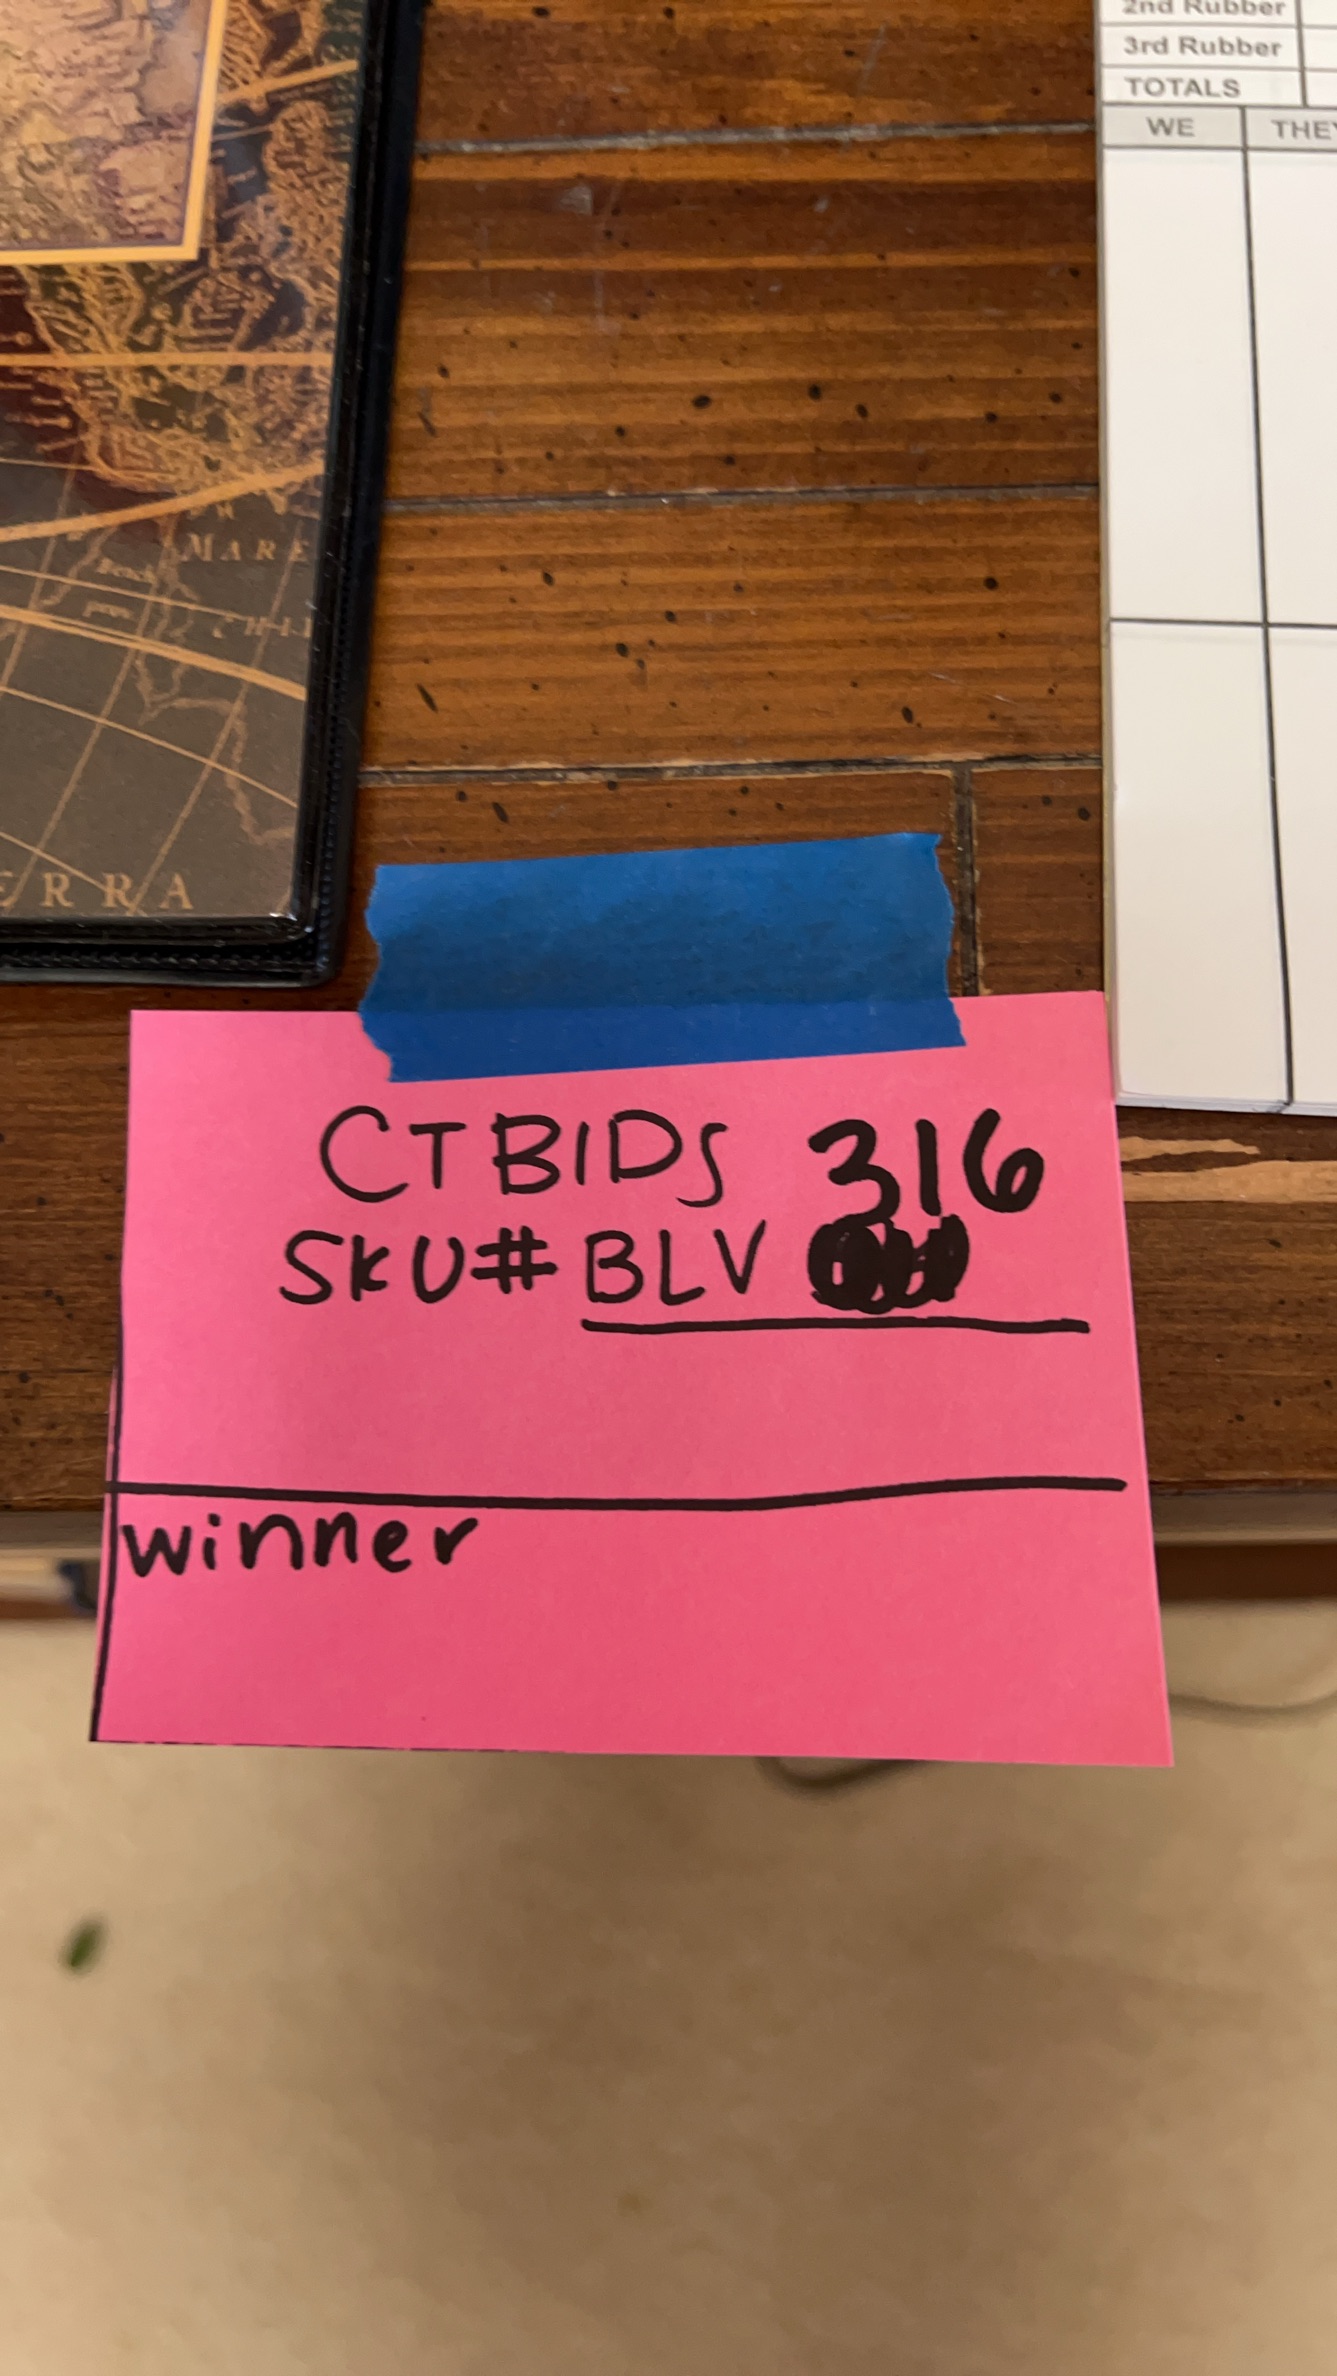 2nd Rubber
3rd Rubber
TOTALS
WE THEY
MARE
ERRA
CTBIDS 316
SKU# BLV
winner